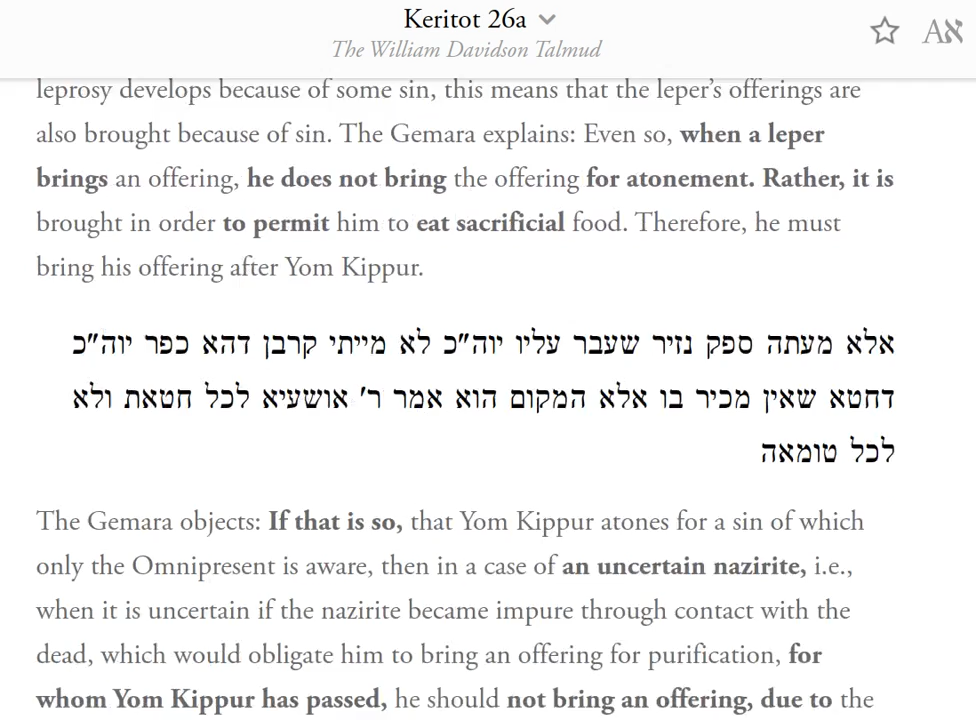 Keritot 26a
The William Davidson Talmud
Aא
leprosy develops because of some sin, this means that the leper's offerings are
also brought because of sin. The Gemara explains: Even so, when a leper
brings an offering, he does not bring the offering for atonement. Rather, it is
brought in order to permit him to eat sacrificial food. Therefore, he must
bring his offering after Yom Kippur.
אלא מעתה ספק נזיר שעבר עליו יוה"כ לא מייתי קרבן דהא כפר יוה"כ
דחטא שאין מכיר בו אלא המקום הוא אמר ר' אושעיא לכל חטאת ולא
לכל טומאה
The Gemara objects: If that is so, that Yom Kippur atones for a sin of which
only the Omnipresent is aware, then in a case of an uncertain nazirite, i.e.,
when it is uncertain if the nazirite became impure through contact with the
dead, which would obligate him to bring an offering for purification, for
whom Yom Kippur has passed, he should not bring an offering, due to the